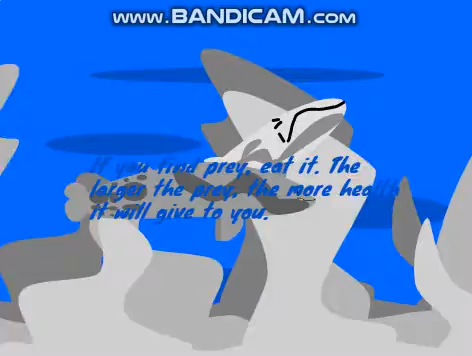 www.BANDICAM.com
If you find prey, eat it. The
larger the prey, the more health
it will give to you.